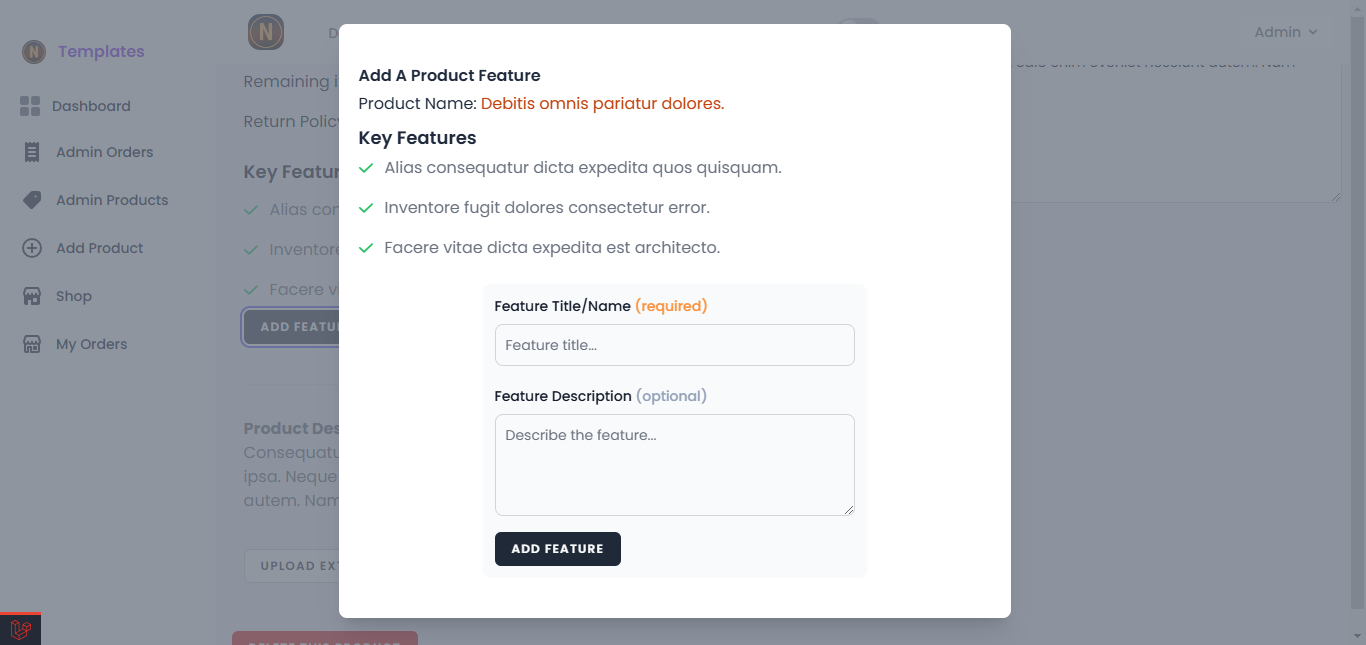 N
Templates
Dashboard
Admin Orders
Admin Products
Add Product
Shop
My Orders
N
D
Admin
Remaining i
Return Policy
Key Featur
Alias con
Inventore
Facere v
ADD FEATU
Product Des
Consequatu
ipsa. Neque
autem. Nam
UPLOAD EXT
Add A Product Feature
Product Name: Debitis omnis pariatur dolores.
Key Features
Alias consequatur dicta expedita quos quisquam.
Inventore fugit dolores consectetur error.
Facere vitae dicta expedita est architecto.
Feature Title/Name (required)
Feature title...
Feature Description (optional)
Describe the feature...
ADD FEATURE